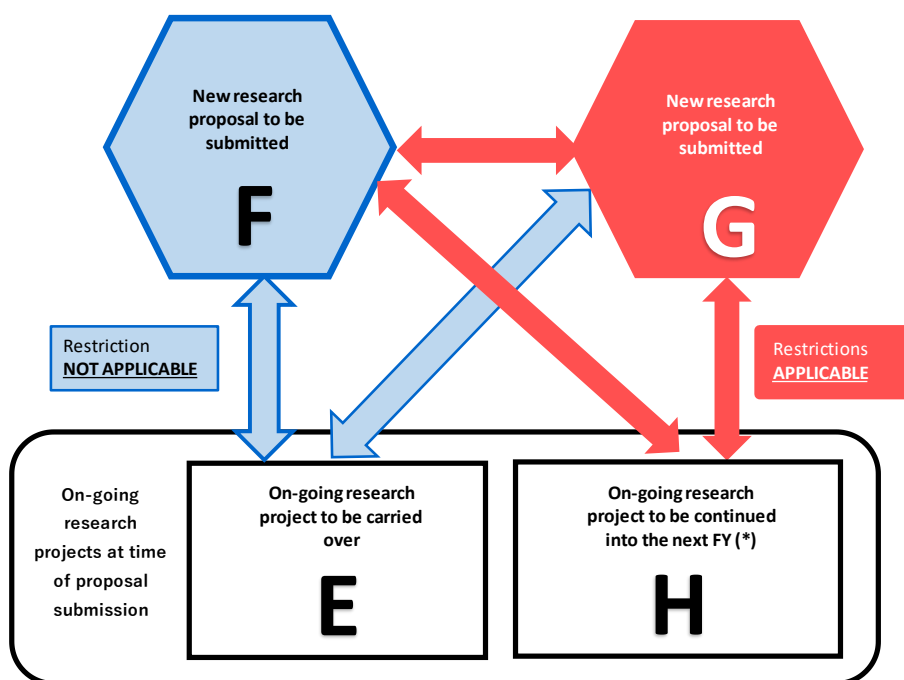 New research
proposal to be
submitted
F
New research
proposal to be
submitted
G
Restriction
NOT APPLICABLE
Restrictions
APPLICABLE
On-going
research
projects at time
of proposal
submission
On-going research
project to be carried
over
E
On-going research
project to be continued
into the next FY (*)
H